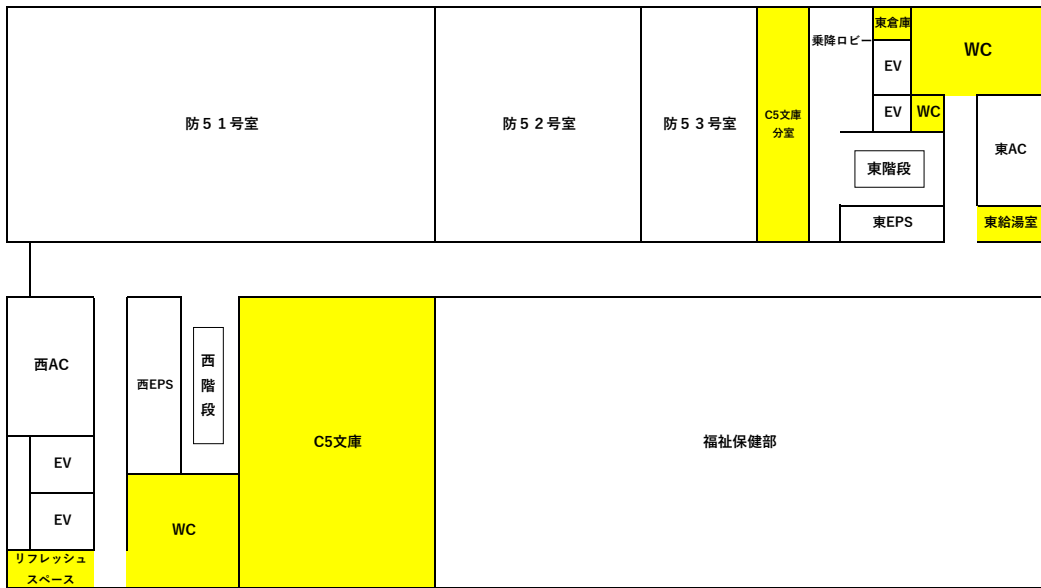 東倉庫
乗降ロビー
WC
EV
EV
WC
防５１号室
防５２号室
防５３号室
C5文庫
分室
東AC
東階段
東EPS
東給湯室
西AC
西EPS
西
階
段
C5文庫
福祉保健部
EV
EV
WC
リフレッシュ
スペース